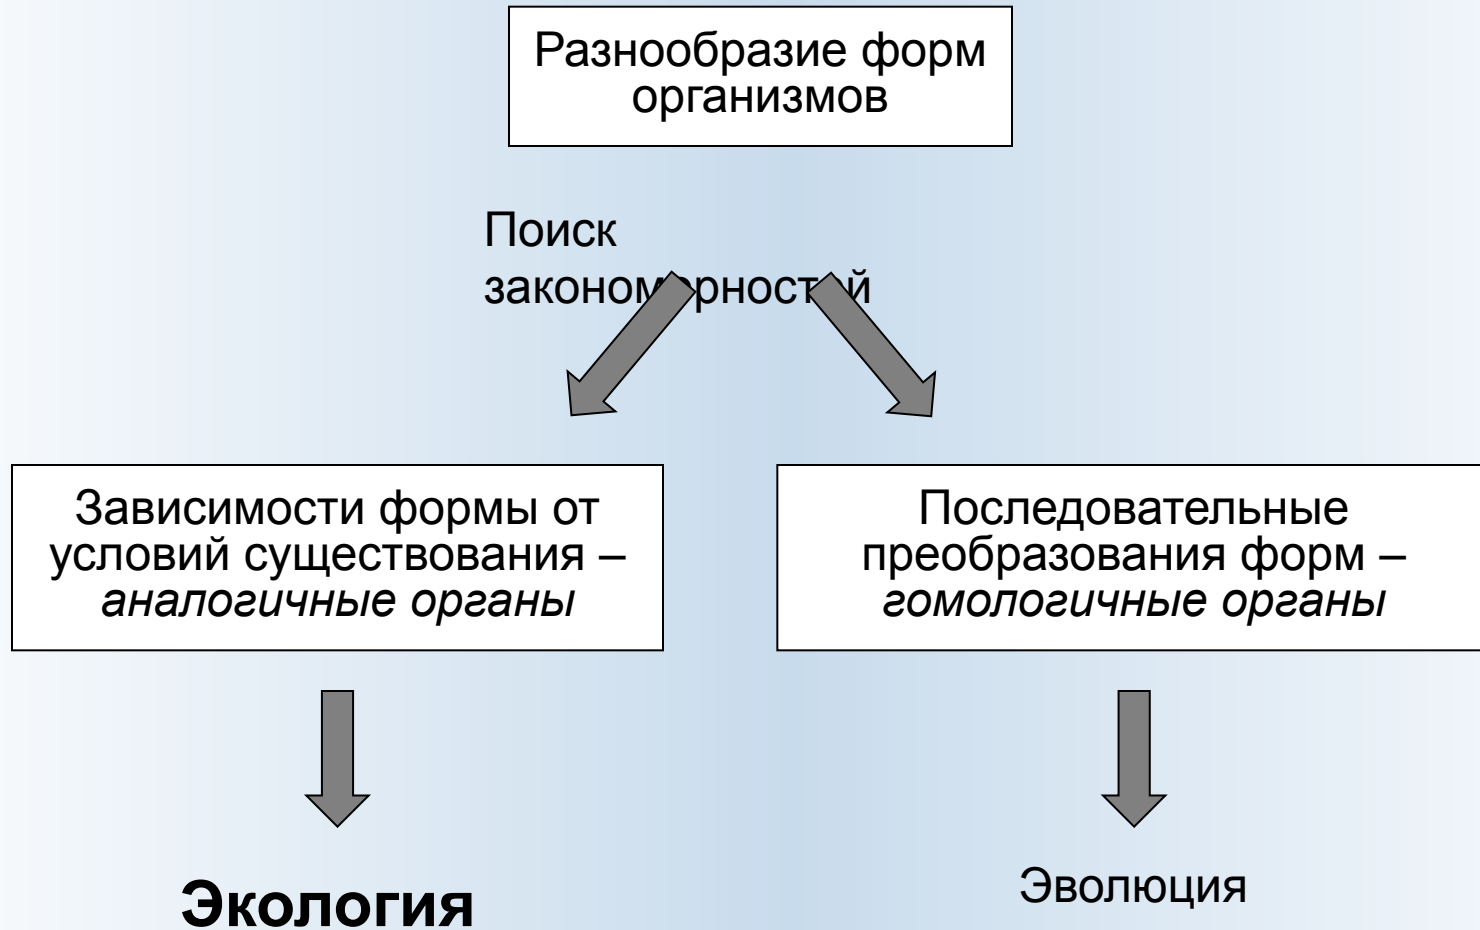 Разнообразие форм
организмов
Поиск
закономерностей
Зависимости формы от
условий существования –
аналогичные органы
Последовательные
преобразования форм –
гомологичные органы
Экология
Эволюция